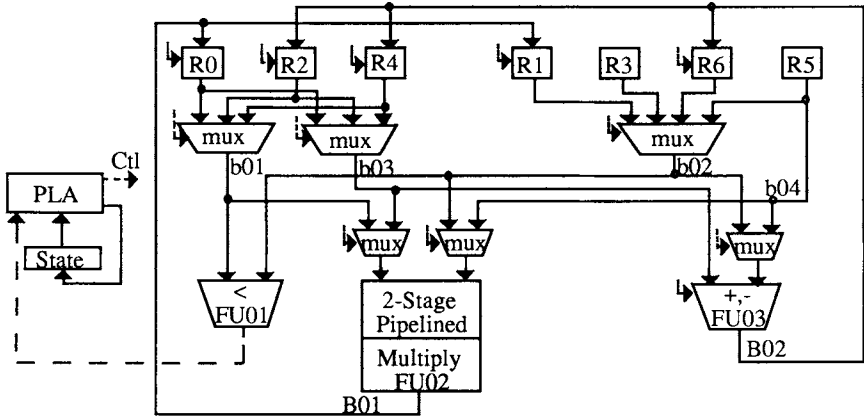 R0
R2
R4
R1
R3
R6
R5
mux
mux
mux
b01
b03
b02
Ctl
PLA
b04
mux
mux
mux
State
<
FU01
2-Stage
Pipelined
+,-
FU03
Multiply
FU02
B02
B01